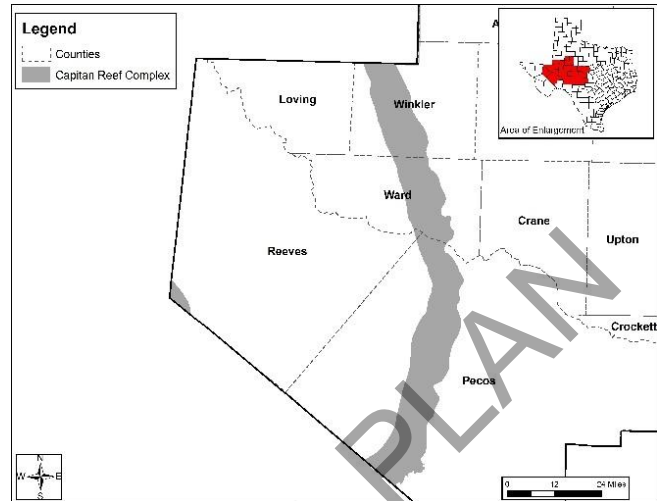 Legend
Counties
Capitan Reef Complex
A
Area of Enlargement
Loving
Winkler
Ward
Crane
Reeves
Upton
Crockett
Pecos
PLAN
N
W E
S
0 12 24 Miles